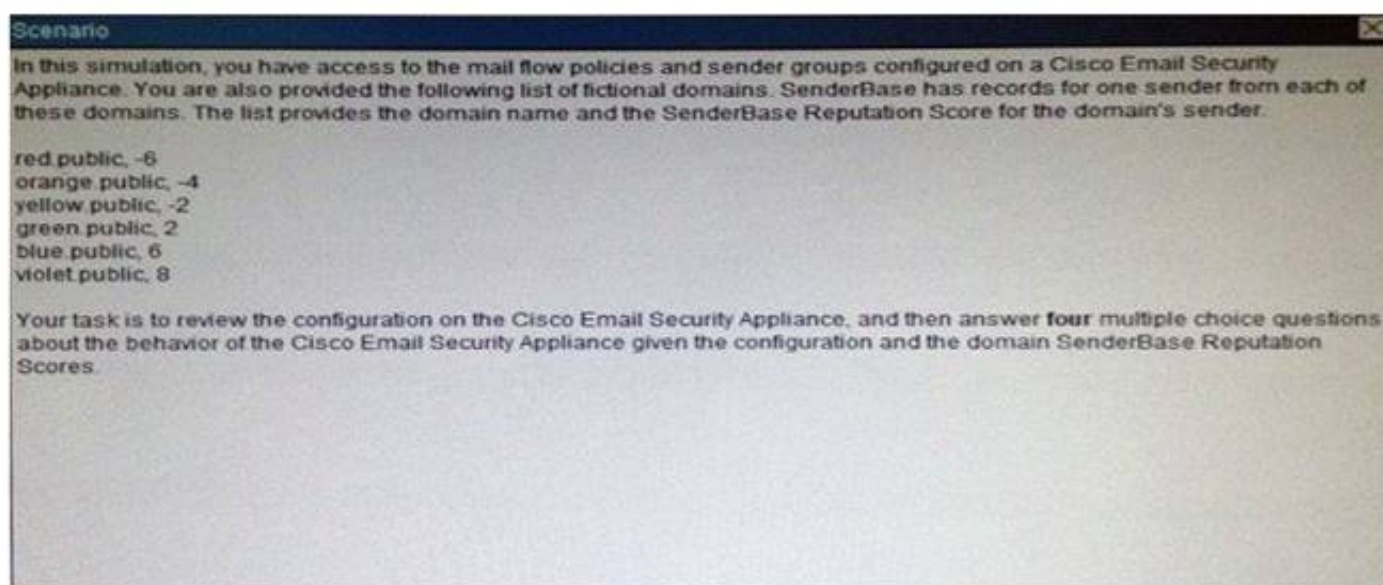 Scenario
In this simulation, you have access to the mail flow policies and sender groups configured on a Cisco Email Security
Appliance. You are also provided the following list of fictional domains. SenderBase has records for one sender from each of
these domains. The list provides the domain name and the SenderBase Reputation Score for the domain's sender.
red.public, -6
orange.public, -4
yellow.public, -2
green.public, 2
blue.public, 6
violet.public, 8
Your task is to review the configuration on the Cisco Email Security Appliance, and then answer four multiple choice questions
about the behavior of the Cisco Email Security Appliance given the configuration and the domain SenderBase Reputation
Scores.